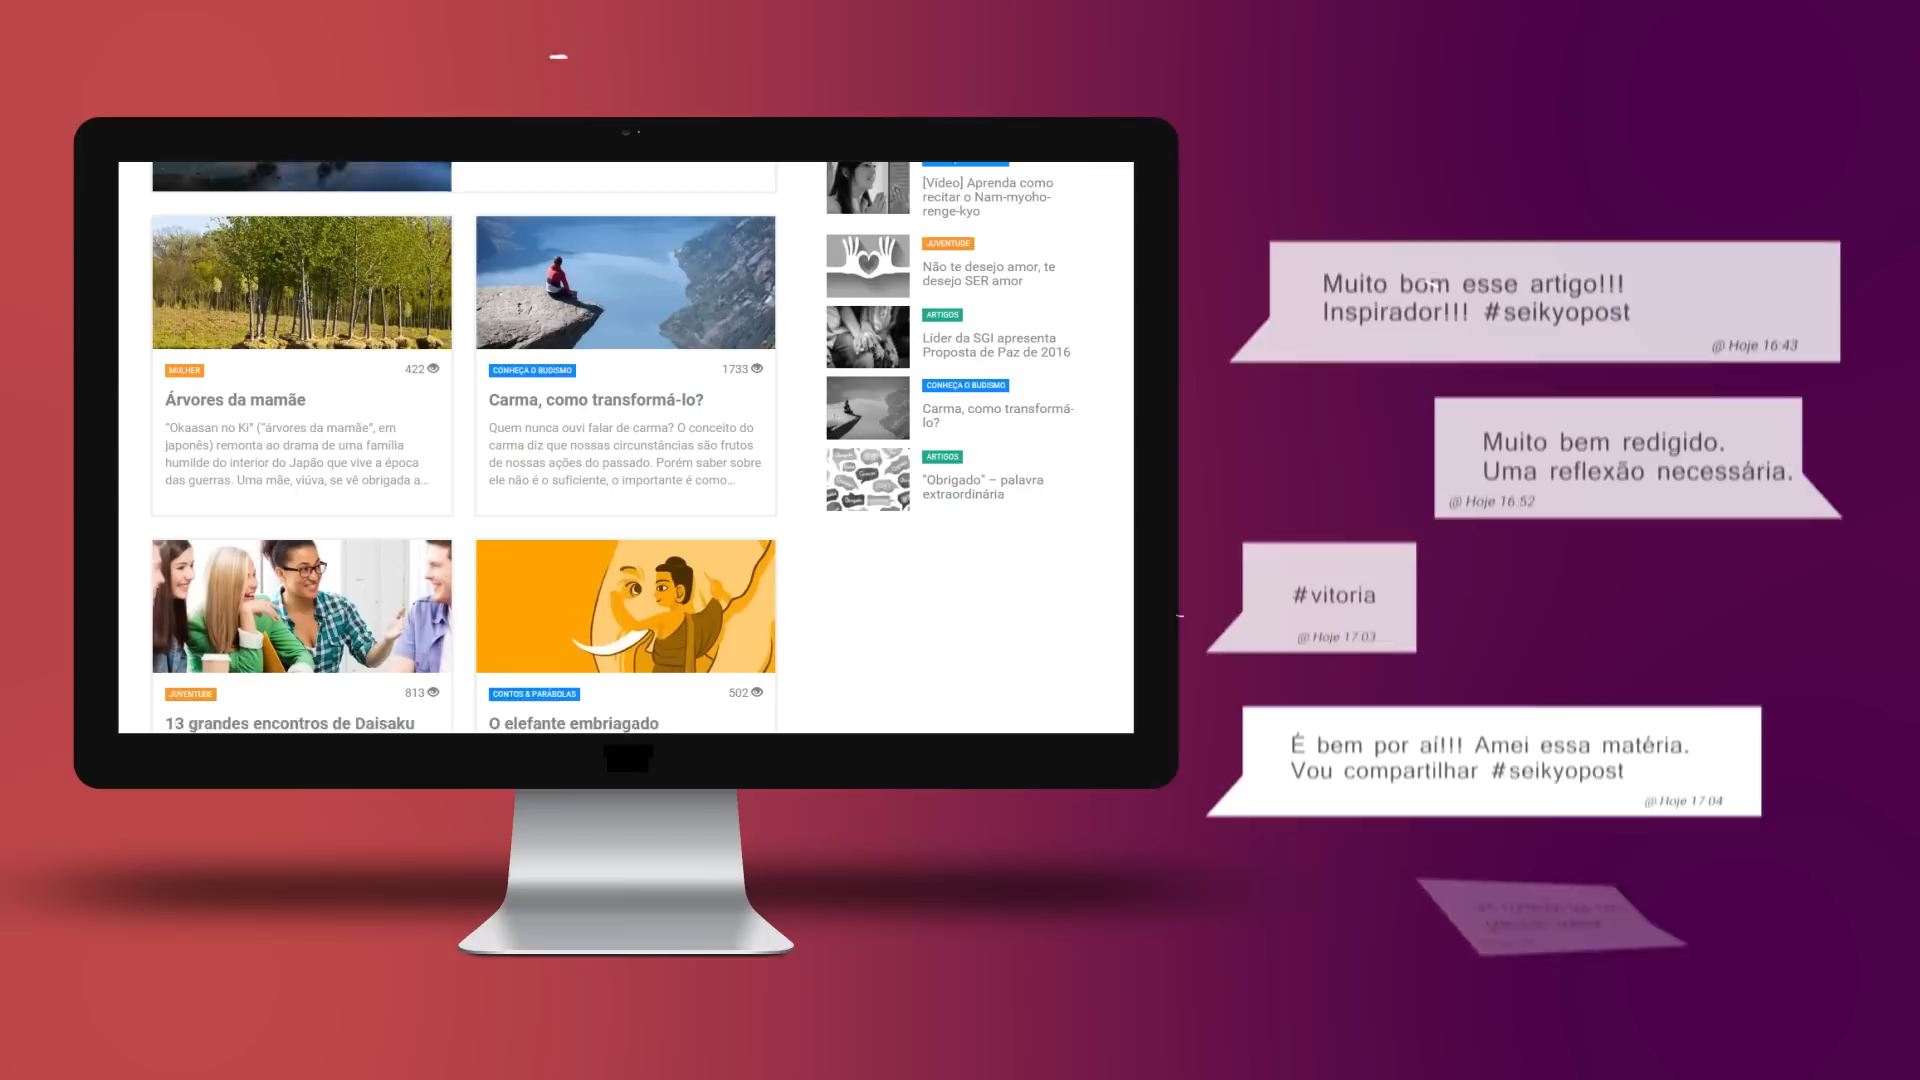 [Vídeo] Aprenda como
recitar o Nam-myoho-
renge-kyo
JUVENTUDE
Não te desejo amor, te
desejo SER amor
ARTIGOS
Líder da SGI apresenta
Proposta de Paz de 2016
CONHEÇA O BUDISMO
Carma, como transformá-
lo?
ARTIGOS
"Obrigado" – palavra
extraordinária
MULHER
422
Árvores da mamãe
"Okaasan no Ki" ("árvores da mamãe", em
japonês) remonta ao drama de uma família
humilde do interior do Japão que vive a época
das guerras. Uma mãe, viúva, se vê obrigada a...
CONHEÇA O BUDISMO
1733
Carma, como transformá-lo?
Quem nunca ouvi falar de carma? O conceito do
carma diz que nossas circunstâncias são frutos
de nossas ações do passado. Porém saber sobre
ele não é o suficiente, o importante é como...
JUVENTUDE
813
13 grandes encontros de Daisaku
CONTOS & PARÁBOLAS
502
O elefante embriagado
Muito bom esse artigo!!!
Inspirador!!! #seikyopost
@ Hoje 16:43
Muito bem redigido.
Uma reflexão necessária.
@ Hoje 16:52
#vitoria
@ Hoje 17:03
É bem por aí!!! Amei essa matéria.
Vou compartilhar #seikyopost
@ Hoje 17:04